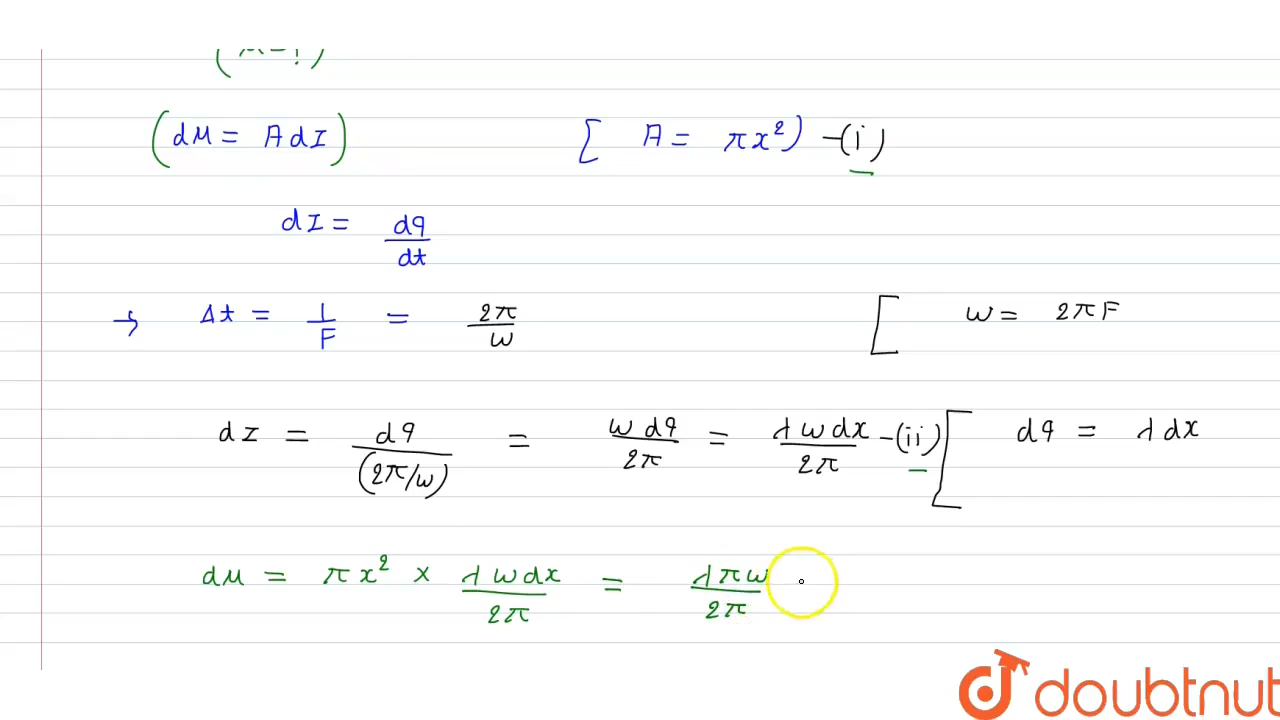 (dM = A dI) [ A = πx²) -(i)
dI = dq/dt
→ Δt = 1/F = 2π/ω [ ω = 2πF
dI = dq/(2π/ω) = ω dq/2π = λ ω dx/2π -(ii) [ dq = λ dx
dM = πx² × λ ω dx/2π = λπω/2π
doubtnut